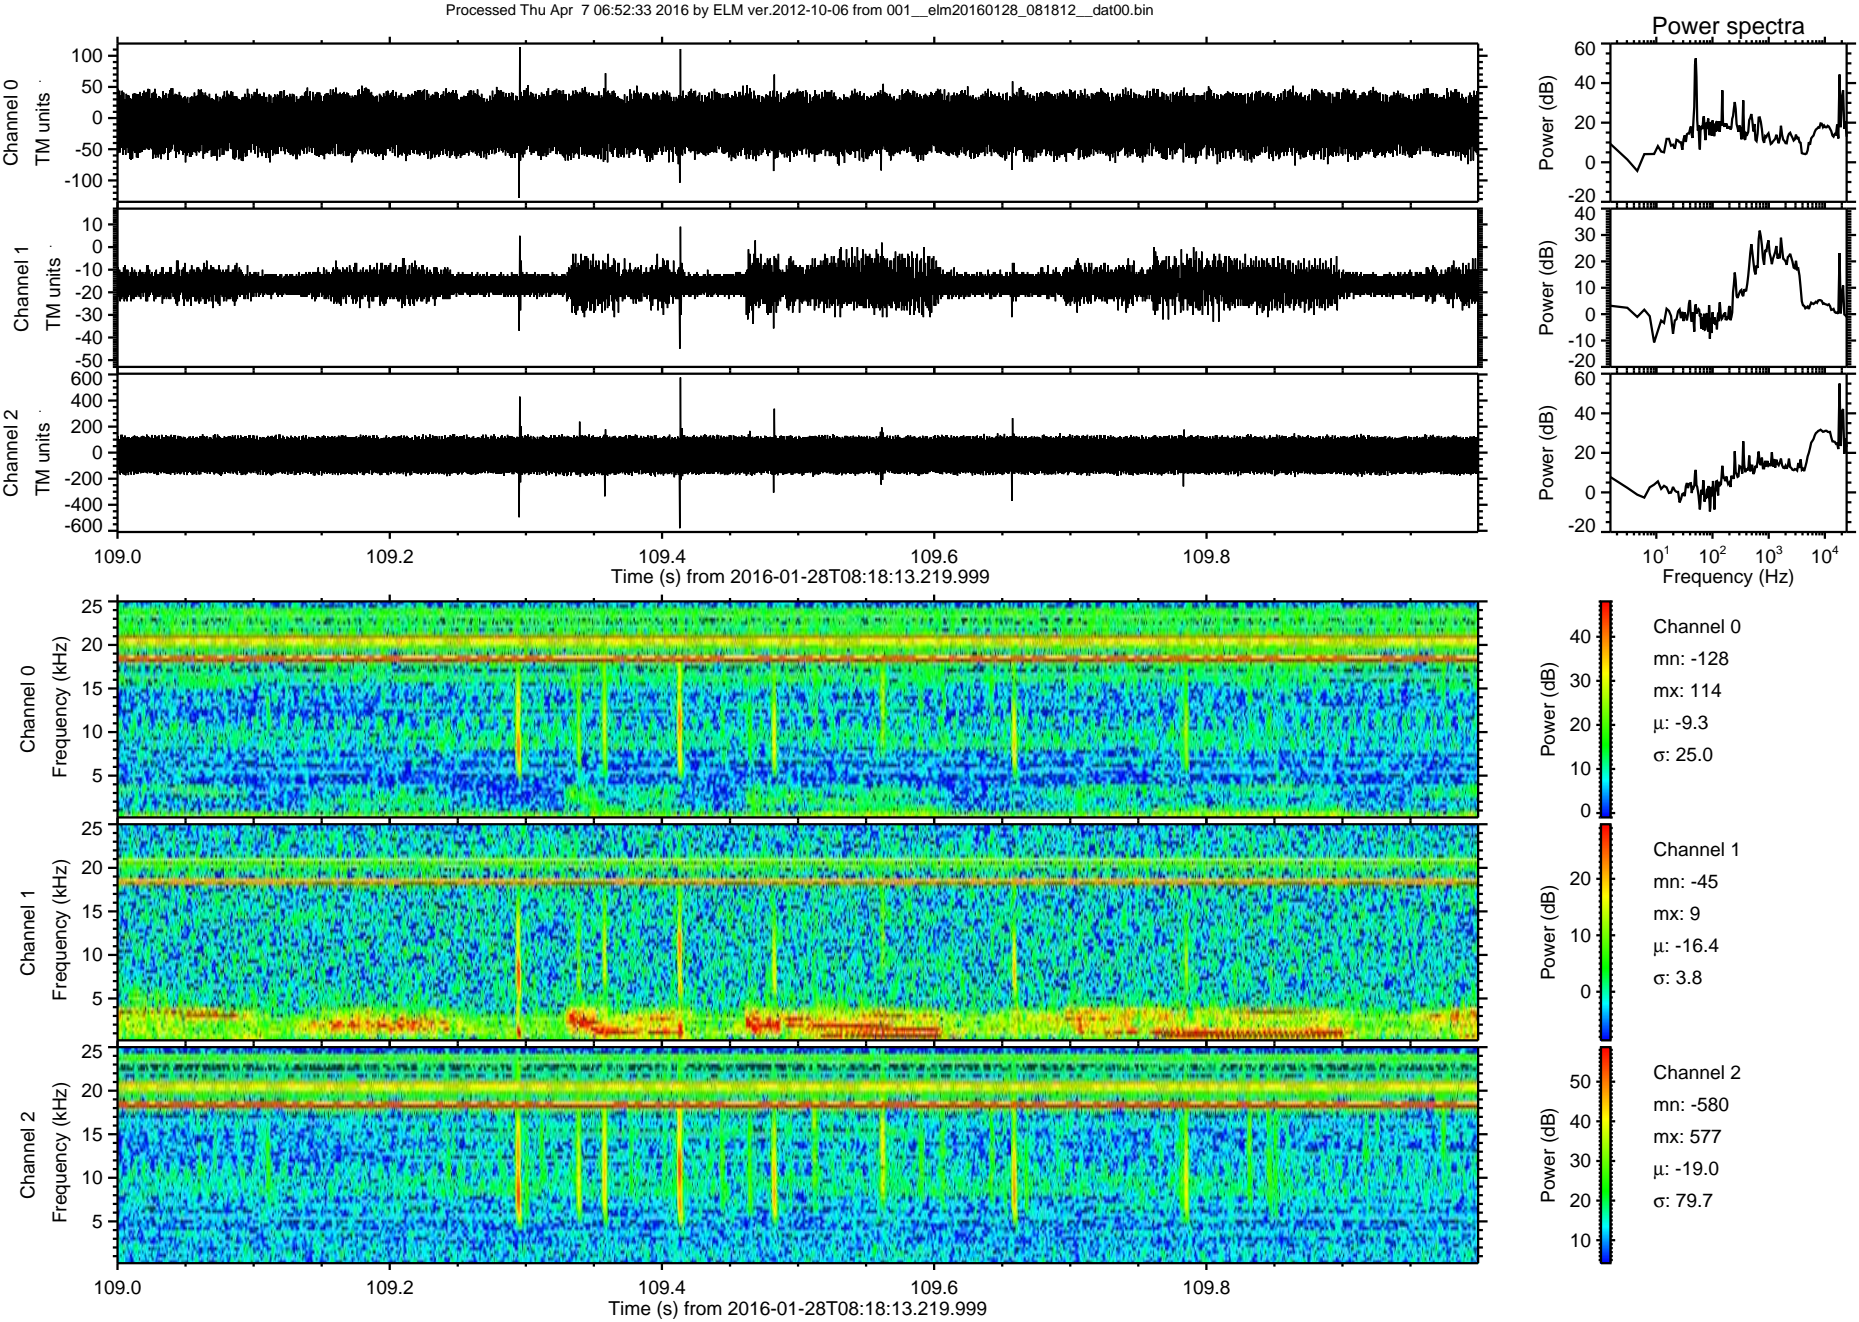 Processed Thu Apr  7 06:52:33 2016 by ELM ver.2012-10-06 from 001__elm20160128_081812__dat00.bin
Power spectra
Channel 0
TM units
100
50
0
-50
-100
Power (dB)
60
40
20
0
-20
Channel 1
TM units
10
0
-10
-20
-30
-40
-50
Power (dB)
40
30
20
10
0
-10
-20
Channel 2
TM units
600
400
200
0
-200
-400
-600
Power (dB)
60
40
20
0
-20
109.0 109.2 109.4 109.6 109.8
Time (s) from 2016-01-28T08:18:13.219.999
10¹ 10² 10³ 10⁴
Frequency (Hz)
Channel 0
Frequency (kHz)
25
20
15
10
5
Power (dB)
40
30
20
10
0
Channel 0
mn: -128
mx: 114
μ: -9.3
σ: 25.0
Channel 1
Frequency (kHz)
25
20
15
10
5
Power (dB)
20
10
0
Channel 1
mn: -45
mx: 9
μ: -16.4
σ: 3.8
Channel 2
Frequency (kHz)
25
20
15
10
5
Power (dB)
50
40
30
20
10
Channel 2
mn: -580
mx: 577
μ: -19.0
σ: 79.7
109.0 109.2 109.4 109.6 109.8
Time (s) from 2016-01-28T08:18:13.219.999